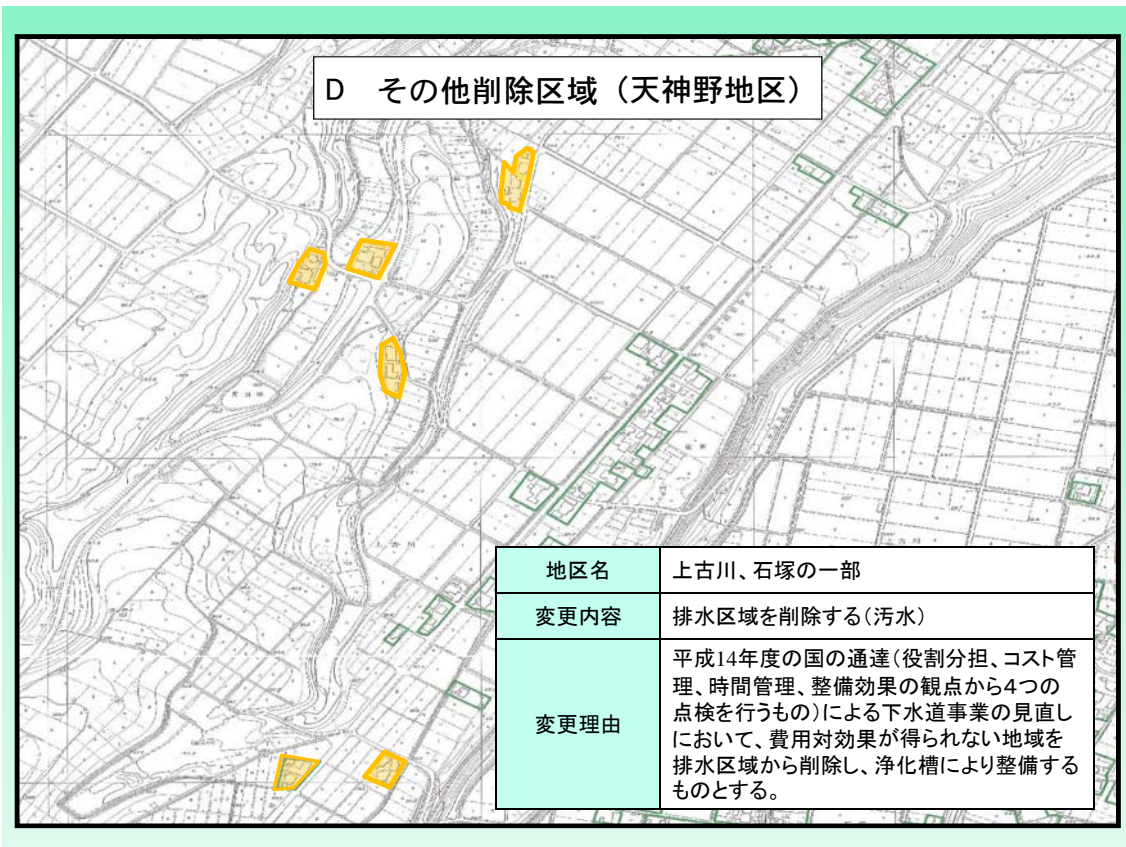 D　その他削除区域（天神野地区）
上古川
地区名
上古川、石塚の一部
変更内容
排水区域を削除する（汚水）
変更理由
平成14年度の国の通達（役割分担、コスト管
理、時間管理、整備効果の観点から４つの
点検を行うもの）による下水道事業の見直し
において、費用対効果が得られない地域を
排水区域から削除し、浄化槽により整備する
ものとする。